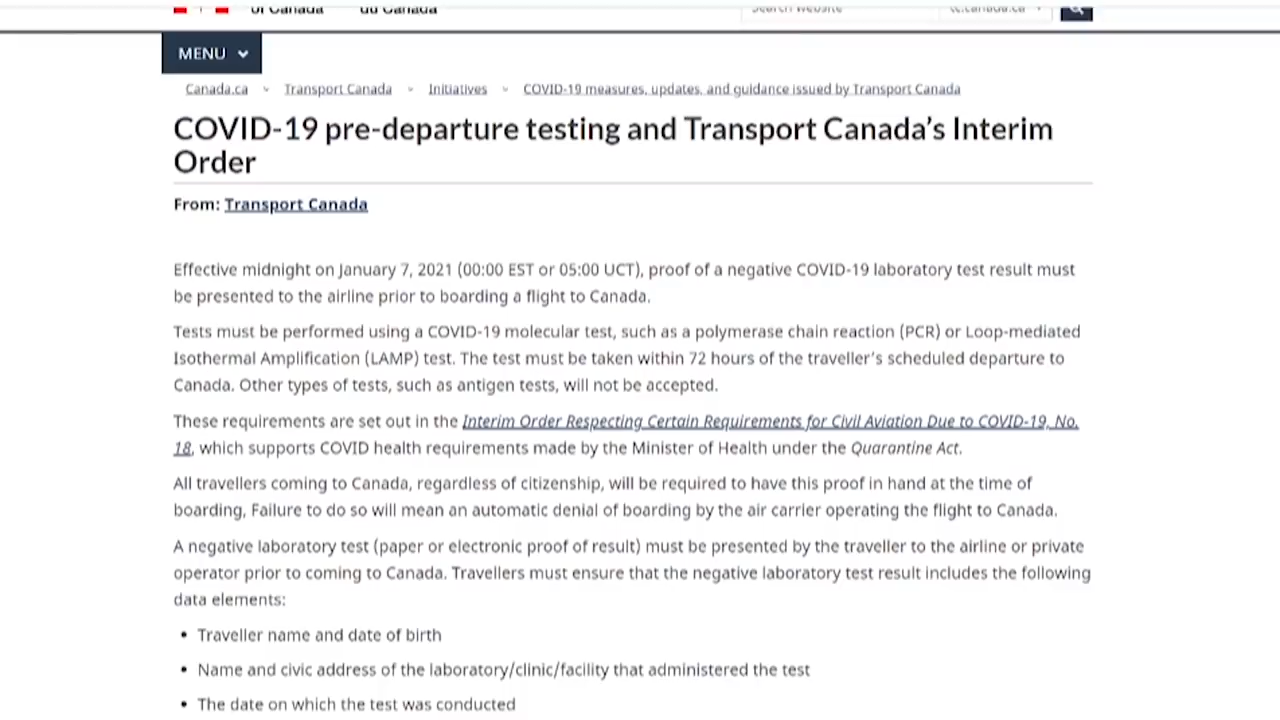 of Canada du Canada Search website
MENU
Canada.ca Transport Canada Initiatives COVID-19 measures, updates, and guidance issued by Transport Canada
COVID-19 pre-departure testing and Transport Canada’s Interim
Order
From: Transport Canada
Effective midnight on January 7, 2021 (00:00 EST or 05:00 UCT), proof of a negative COVID-19 laboratory test result must
be presented to the airline prior to boarding a flight to Canada.
Tests must be performed using a COVID-19 molecular test, such as a polymerase chain reaction (PCR) or Loop-mediated
Isothermal Amplification (LAMP) test. The test must be taken within 72 hours of the traveller’s scheduled departure to
Canada. Other types of tests, such as antigen tests, will not be accepted.
These requirements are set out in the Interim Order Respecting Certain Requirements for Civil Aviation Due to COVID-19, No.
18, which supports COVID health requirements made by the Minister of Health under the Quarantine Act.
All travellers coming to Canada, regardless of citizenship, will be required to have this proof in hand at the time of
boarding, Failure to do so will mean an automatic denial of boarding by the air carrier operating the flight to Canada.
A negative laboratory test (paper or electronic proof of result) must be presented by the traveller to the airline or private
operator prior to coming to Canada. Travellers must ensure that the negative laboratory test result includes the following
data elements:
• Traveller name and date of birth
• Name and civic address of the laboratory/clinic/facility that administered the test
• The date on which the test was conducted